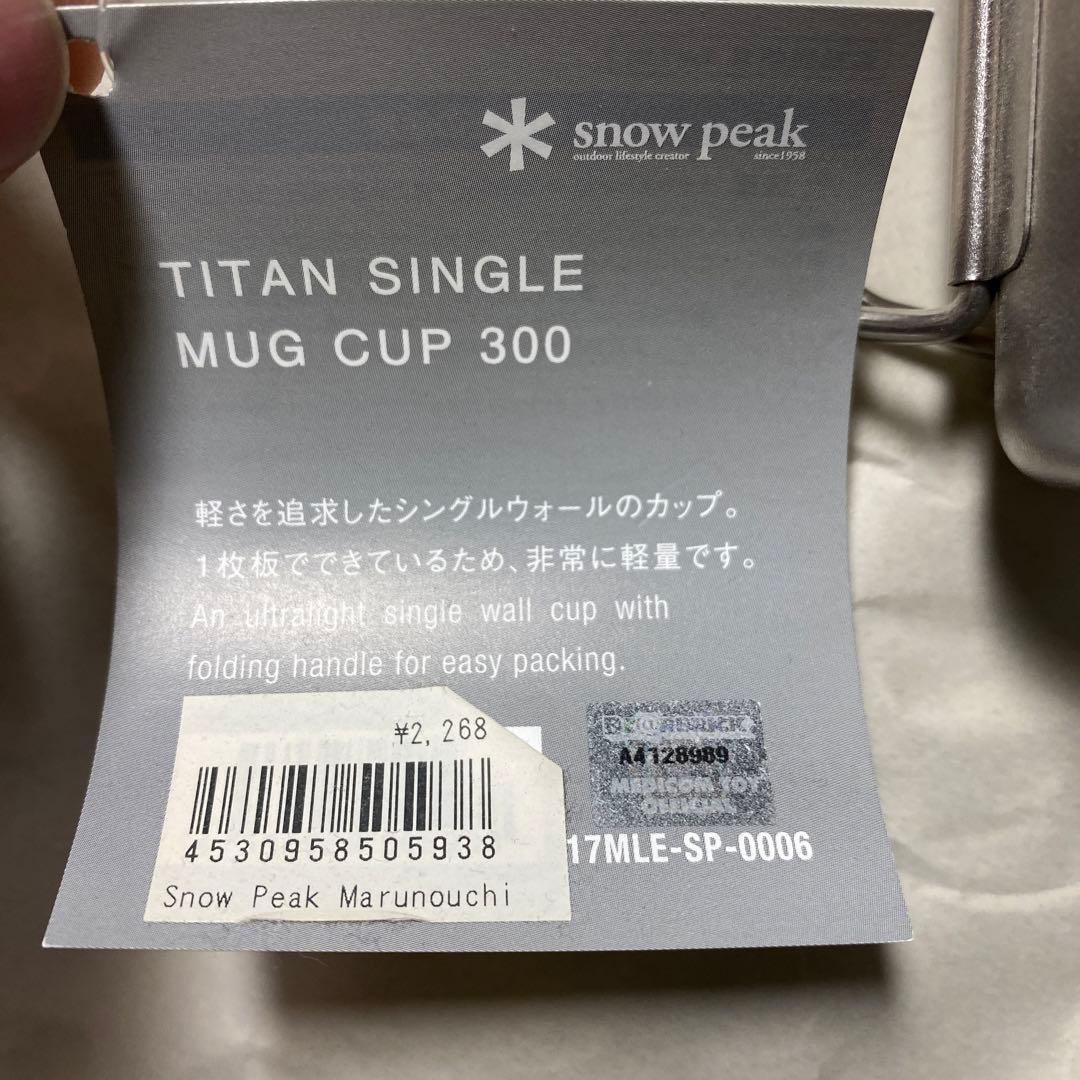 snow peak
outdoor lifestyle creator since1958
TITAN SINGLE
MUG CUP 300
軽さを追求したシングルウォールのカップ。
1枚板でできているため、非常に軽量です。
An ultralight single wall cup with
folding handle for easy packing.
¥2,268
4530958505938
Snow Peak Marunouchi
BE@RBRICK
A4128989
MEDICOM TOY
OFFICIAL
17MLE-SP-0006